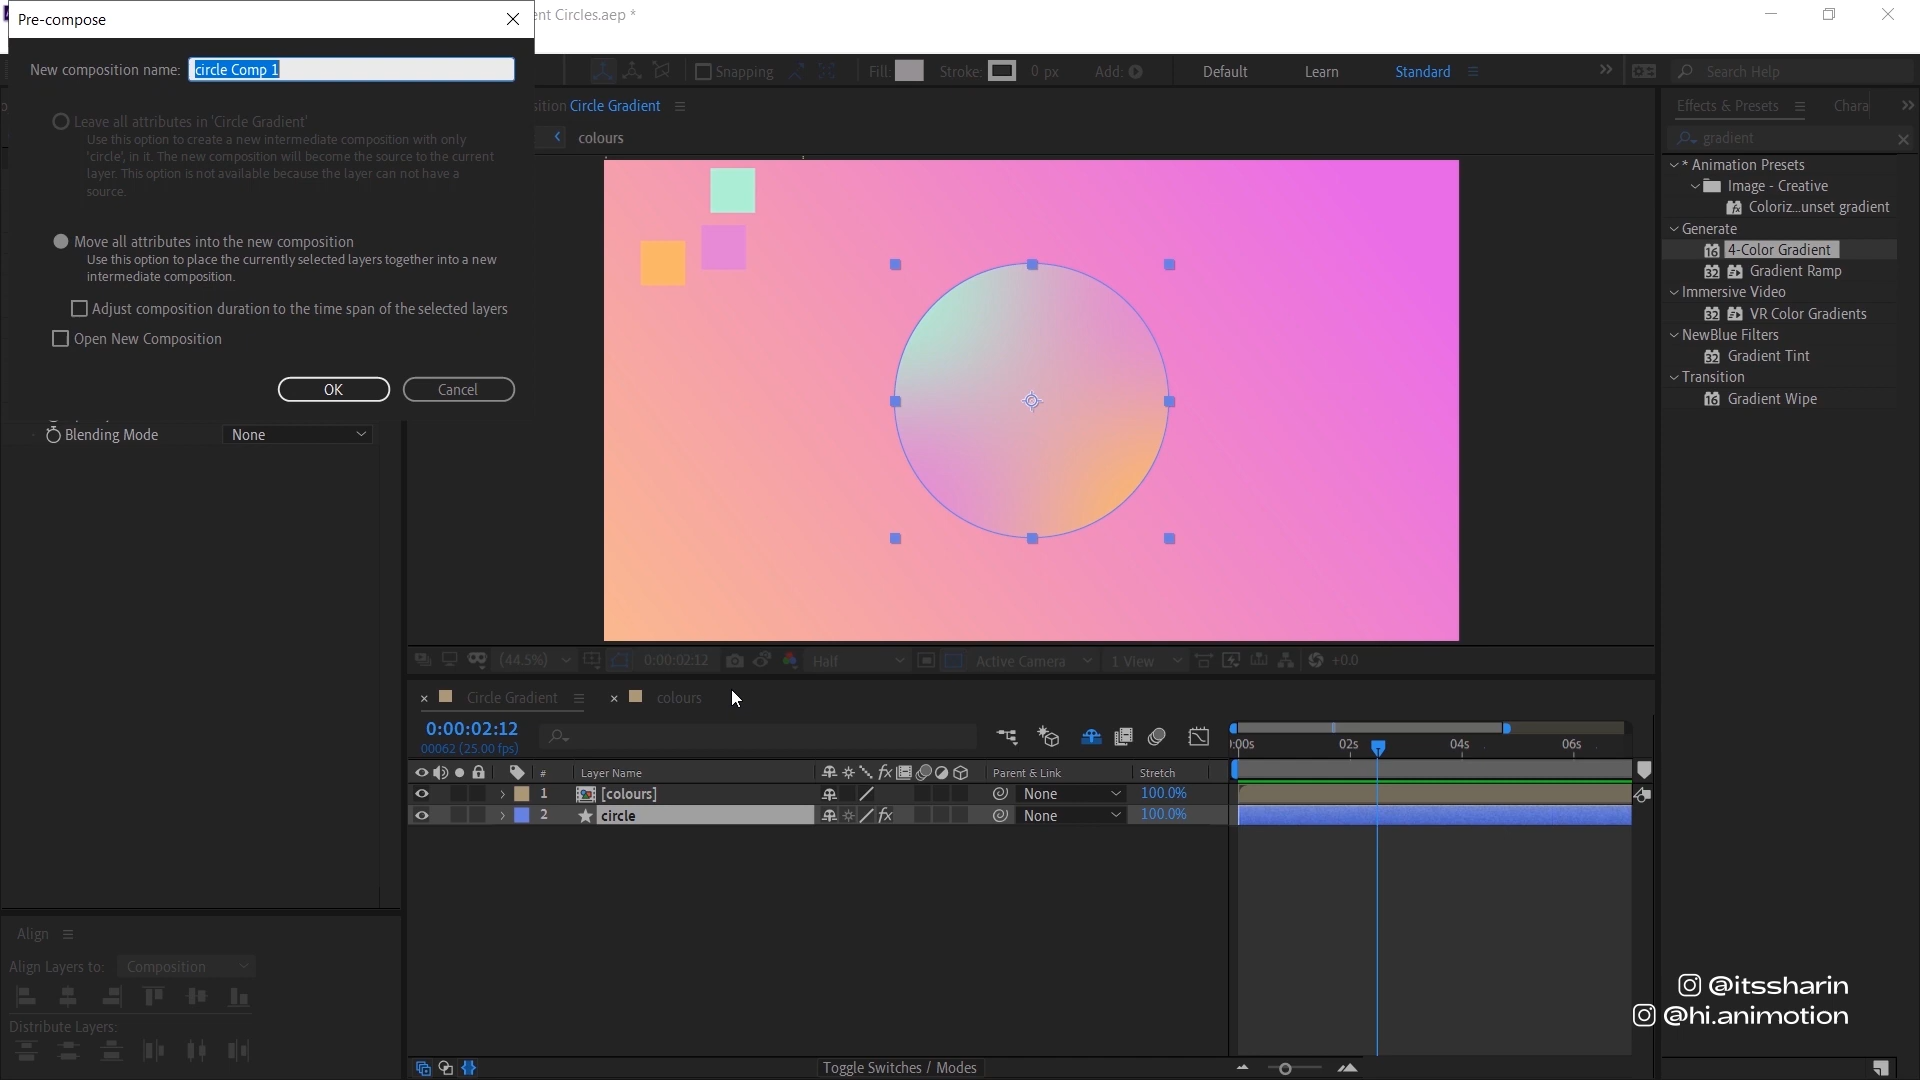 Pre-compose
ent Circles.aep *
New composition name:
circle Comp 1
Snapping
Fill:
Stroke:
0 px
Add:
Default
Learn
Standard
Search Help
Leave all attributes in 'Circle Gradient'
Use this option to create a new intermediate composition with only
'circle', in it. The new composition will become the source to the current
layer. This option is not available because the layer can not have a
source.
Move all attributes into the new composition
Use this option to place the currently selected layers together into a new
intermediate composition.
Adjust composition duration to the time span of the selected layers
Open New Composition
OK
Cancel
Blending Mode
None
sition Circle Gradient
colours
Effects & Presets
Chara
gradient
* Animation Presets
Image - Creative
Coloriz...unset gradient
Generate
16
4-Color Gradient
32
Gradient Ramp
Immersive Video
32
VR Color Gradients
NewBlue Filters
32
Gradient Tint
Transition
16
Gradient Wipe
(44.5%)
0:00:02:12
Half
Active Camera
1 View
+0.0
Circle Gradient
colours
0:00:02:12
00062 (25.00 fps)
:00s
02s
04s
06s
#
Layer Name
fx
Parent & Link
Stretch
1
[colours]
None
100.0%
2
circle
fx
None
100.0%
Align
Align Layers to:
Composition
Distribute Layers:
Toggle Switches / Modes
@itssharin
@hi.animotion